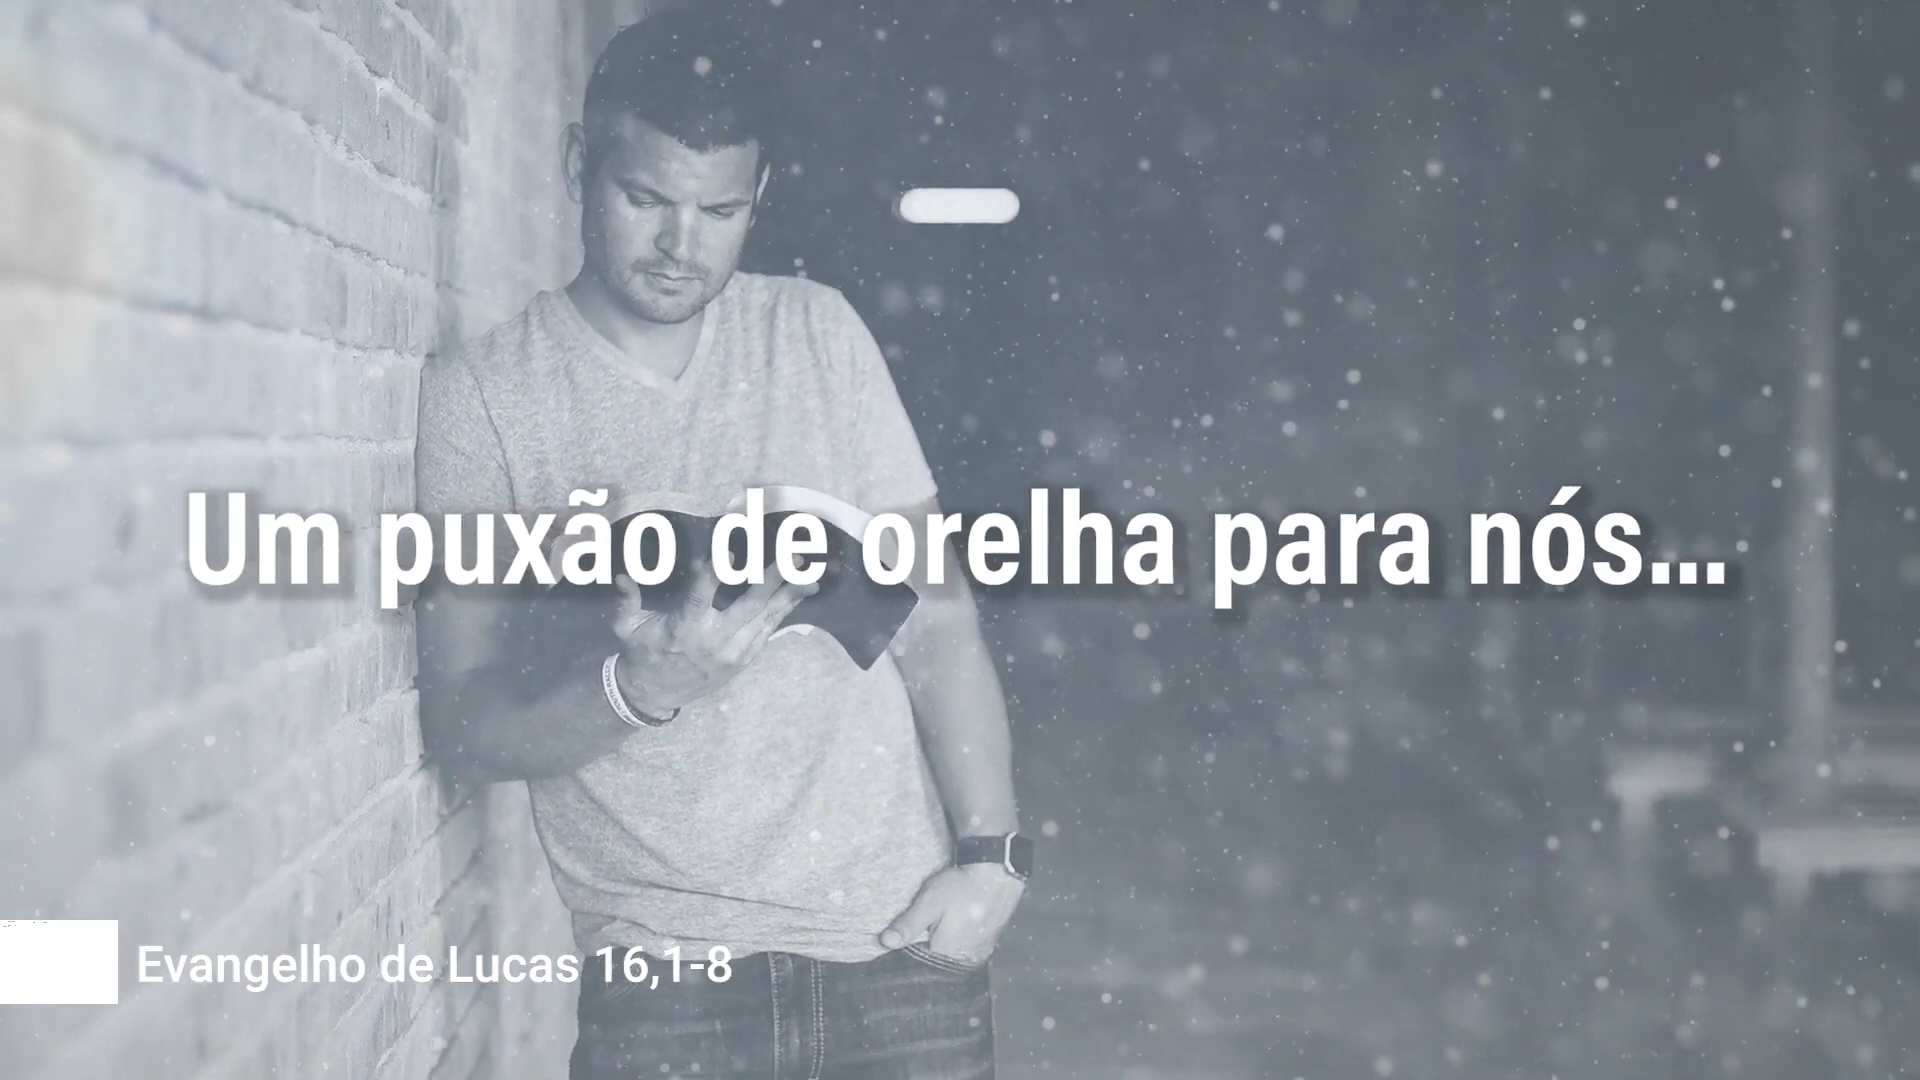 Um puxão de orelha para nós...
Evangelho de Lucas 16,1-8